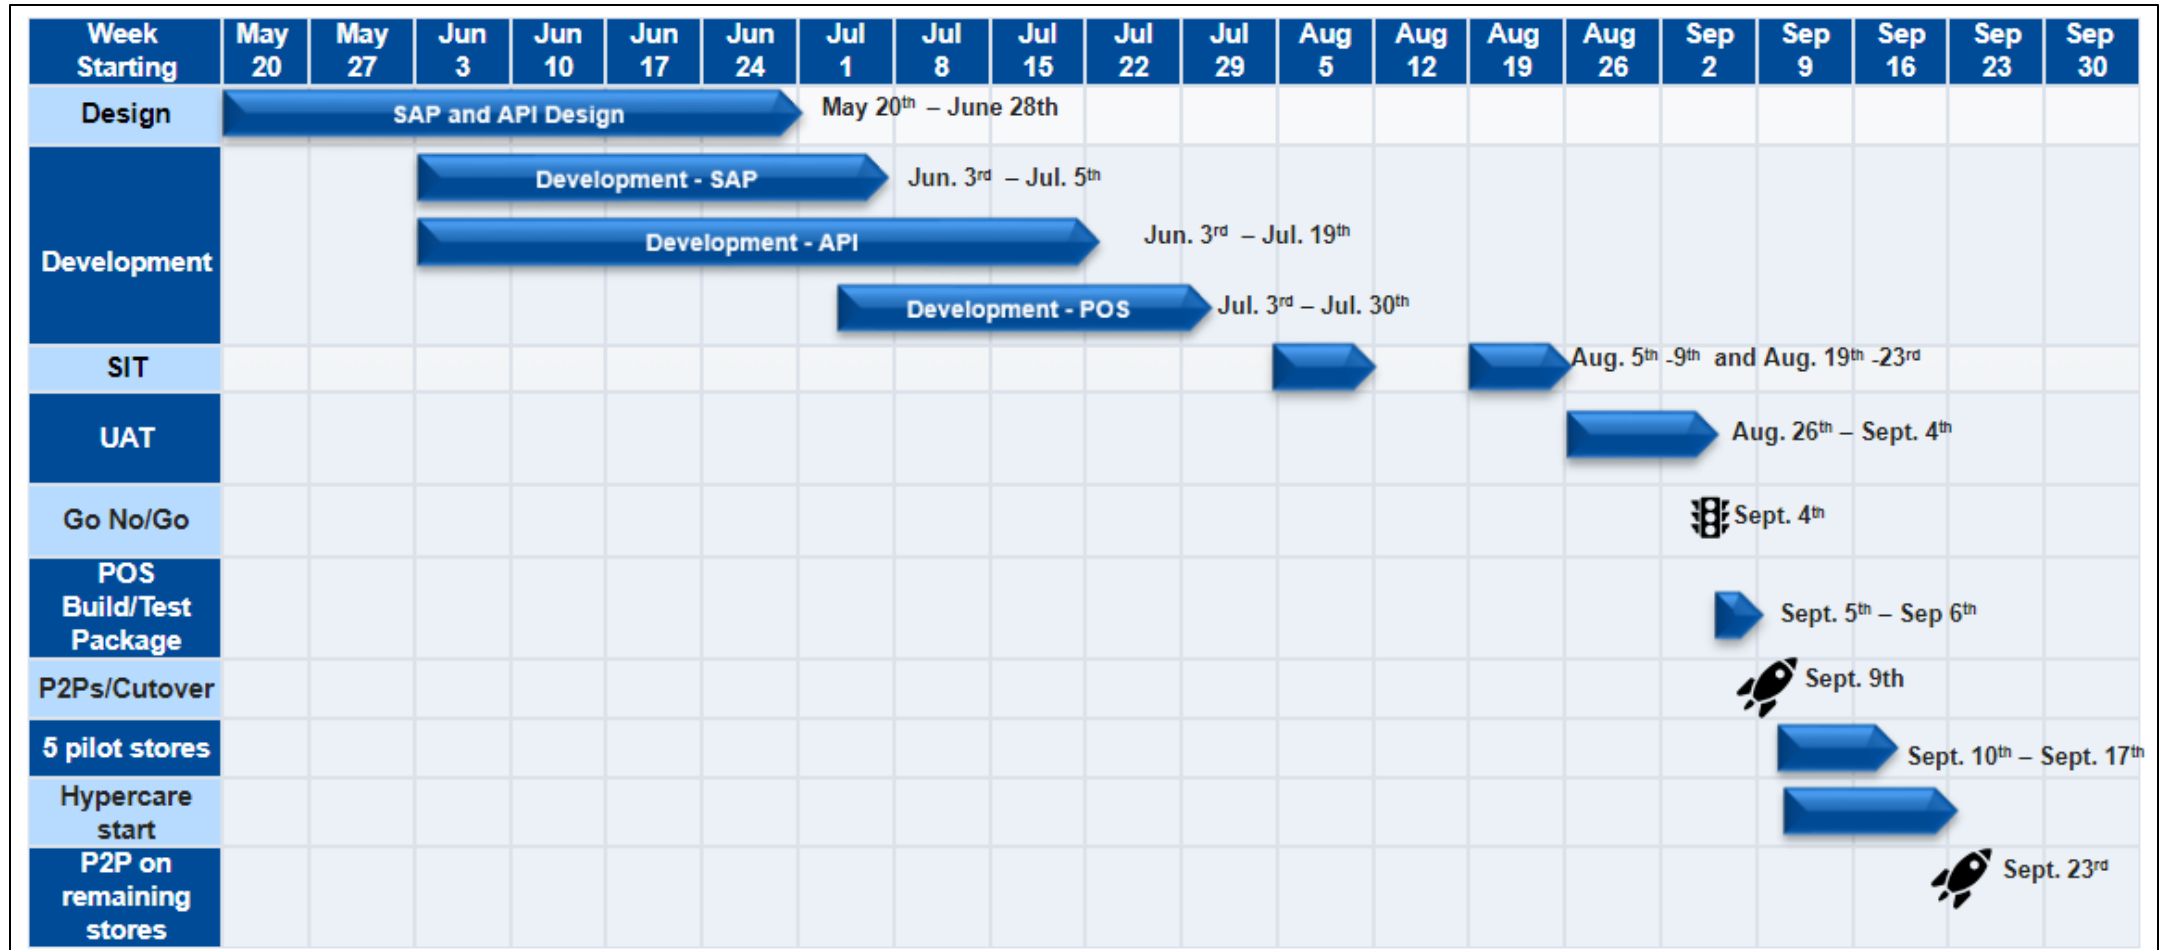 Week Starting
May 20
May 27
Jun 3
Jun 10
Jun 17
Jun 24
Jul 1
Jul 8
Jul 15
Jul 22
Jul 29
Aug 5
Aug 12
Aug 19
Aug 26
Sep 2
Sep 9
Sep 16
Sep 23
Sep 30
Design
SAP and API Design
May 20th – June 28th
Development
Development - SAP
Jun. 3rd – Jul. 5th
Development - API
Jun. 3rd – Jul. 19th
Development - POS
Jul. 3rd – Jul. 30th
SIT
Aug. 5th -9th and Aug. 19th -23rd
UAT
Aug. 26th – Sept. 4th
Go No/Go
Sept. 4th
POS
Build/Test
Package
Sept. 5th – Sep 6th
P2Ps/Cutover
Sept. 9th
5 pilot stores
Sept. 10th – Sept. 17th
Hypercare
start
P2P on
remaining
stores
Sept. 23rd